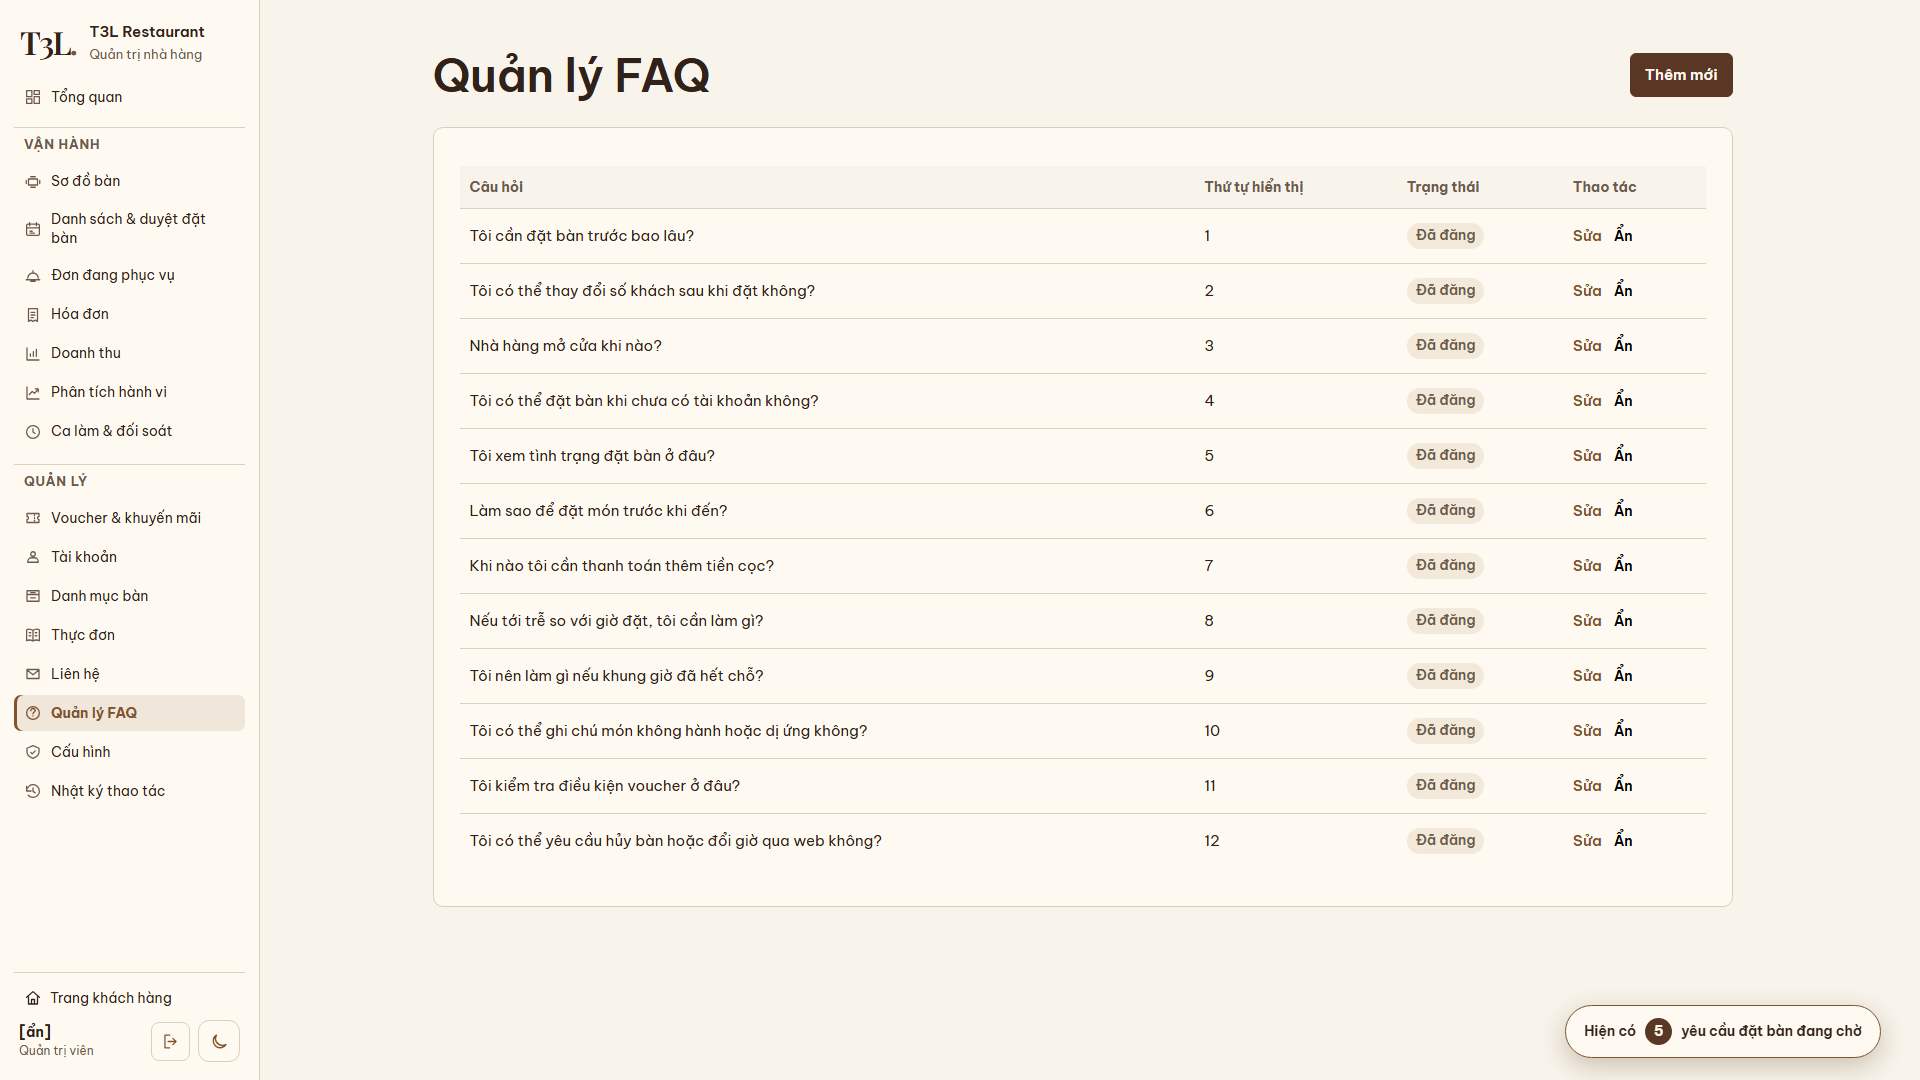 T3L.
T3L Restaurant
Quản trị nhà hàng
Tổng quan
VẬN HÀNH
Sơ đồ bàn
Danh sách & duyệt đặt
bàn
Đơn đang phục vụ
Hóa đơn
Doanh thu
Phân tích hành vi
Ca làm & đối soát
QUẢN LÝ
Voucher & khuyến mãi
Tài khoản
Danh mục bàn
Thực đơn
Liên hệ
Quản lý FAQ
Cấu hình
Nhật ký thao tác
Trang khách hàng
[ẩn]
Quản trị viên
Quản lý FAQ
Thêm mới
Câu hỏi Thứ tự hiển thị Trạng thái Thao tác
Tôi cần đặt bàn trước bao lâu? 1 Đã đăng Sửa Ẩn
Tôi có thể thay đổi số khách sau khi đặt không? 2 Đã đăng Sửa Ẩn
Nhà hàng mở cửa khi nào? 3 Đã đăng Sửa Ẩn
Tôi có thể đặt bàn khi chưa có tài khoản không? 4 Đã đăng Sửa Ẩn
Tôi xem tình trạng đặt bàn ở đâu? 5 Đã đăng Sửa Ẩn
Làm sao để đặt món trước khi đến? 6 Đã đăng Sửa Ẩn
Khi nào tôi cần thanh toán thêm tiền cọc? 7 Đã đăng Sửa Ẩn
Nếu tới trễ so với giờ đặt, tôi cần làm gì? 8 Đã đăng Sửa Ẩn
Tôi nên làm gì nếu khung giờ đã hết chỗ? 9 Đã đăng Sửa Ẩn
Tôi có thể ghi chú món không hành hoặc dị ứng không? 10 Đã đăng Sửa Ẩn
Tôi kiểm tra điều kiện voucher ở đâu? 11 Đã đăng Sửa Ẩn
Tôi có thể yêu cầu hủy bàn hoặc đổi giờ qua web không? 12 Đã đăng Sửa Ẩn
Hiện có 5 yêu cầu đặt bàn đang chờ